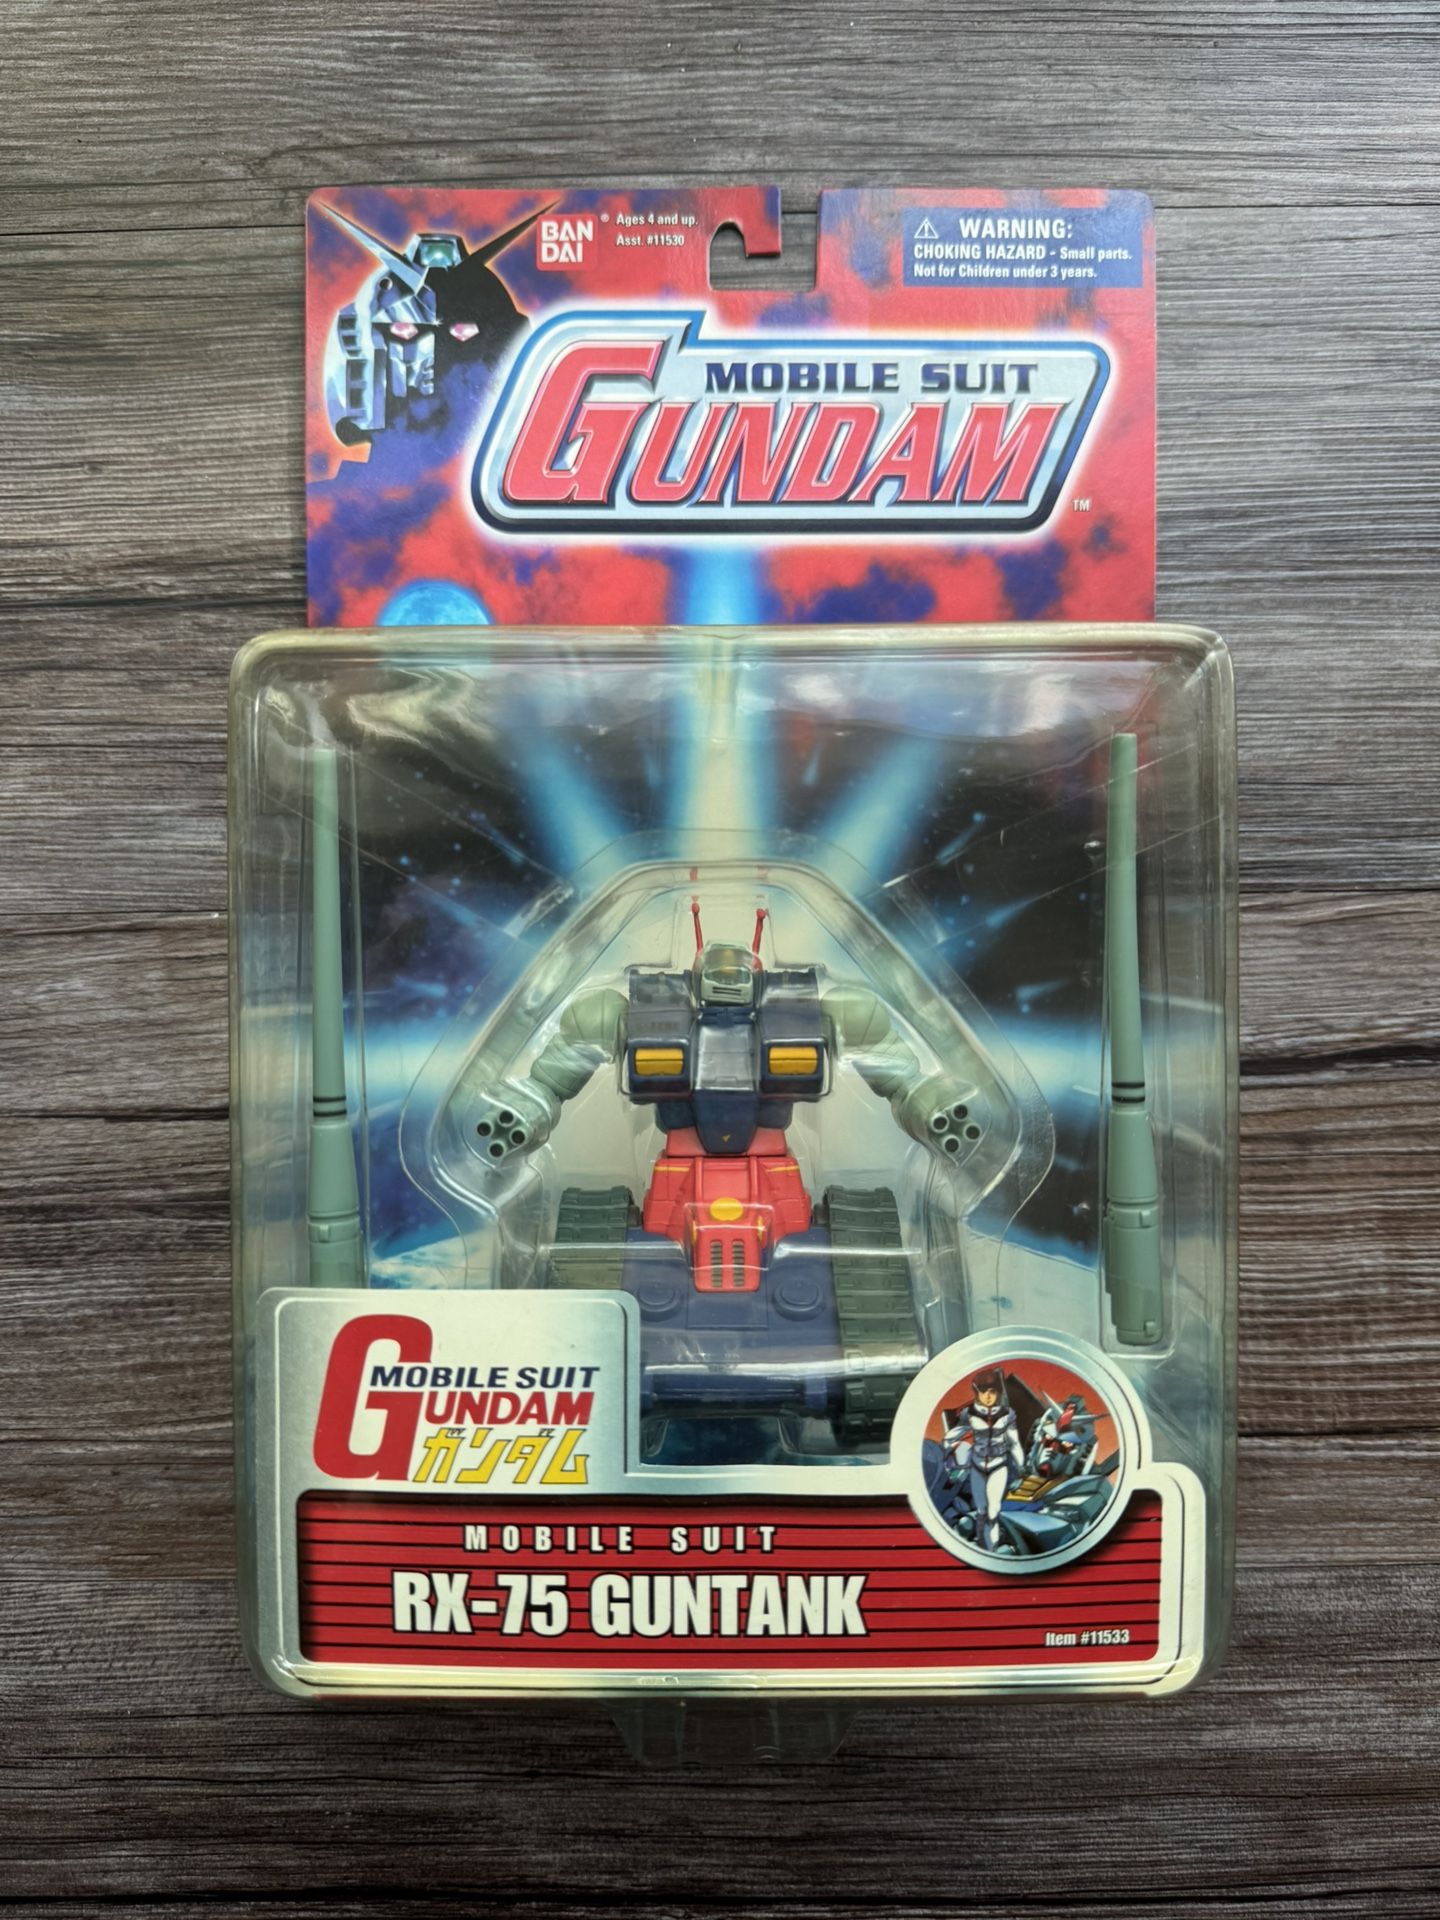 BAN
DAI
®
Ages 4 and up.
Asst. #11530
WARNING:
CHOKING HAZARD - Small parts.
Not for Children under 3 years.
MOBILE SUIT
GUNDAM
TM
MOBILE SUIT
GUNDAM
ガンダム
MOBILE SUIT
RX-75 GUNTANK
Item #11533